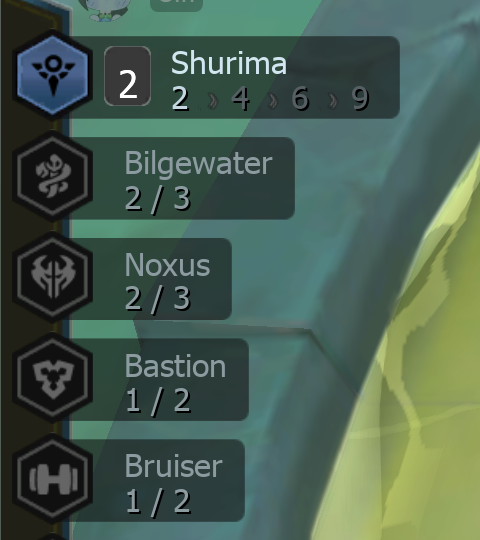 Shurima
2
2 › 4 › 6 › 9
Bilgewater
2 / 3
Noxus
2 / 3
Bastion
1 / 2
Bruiser
1 / 2